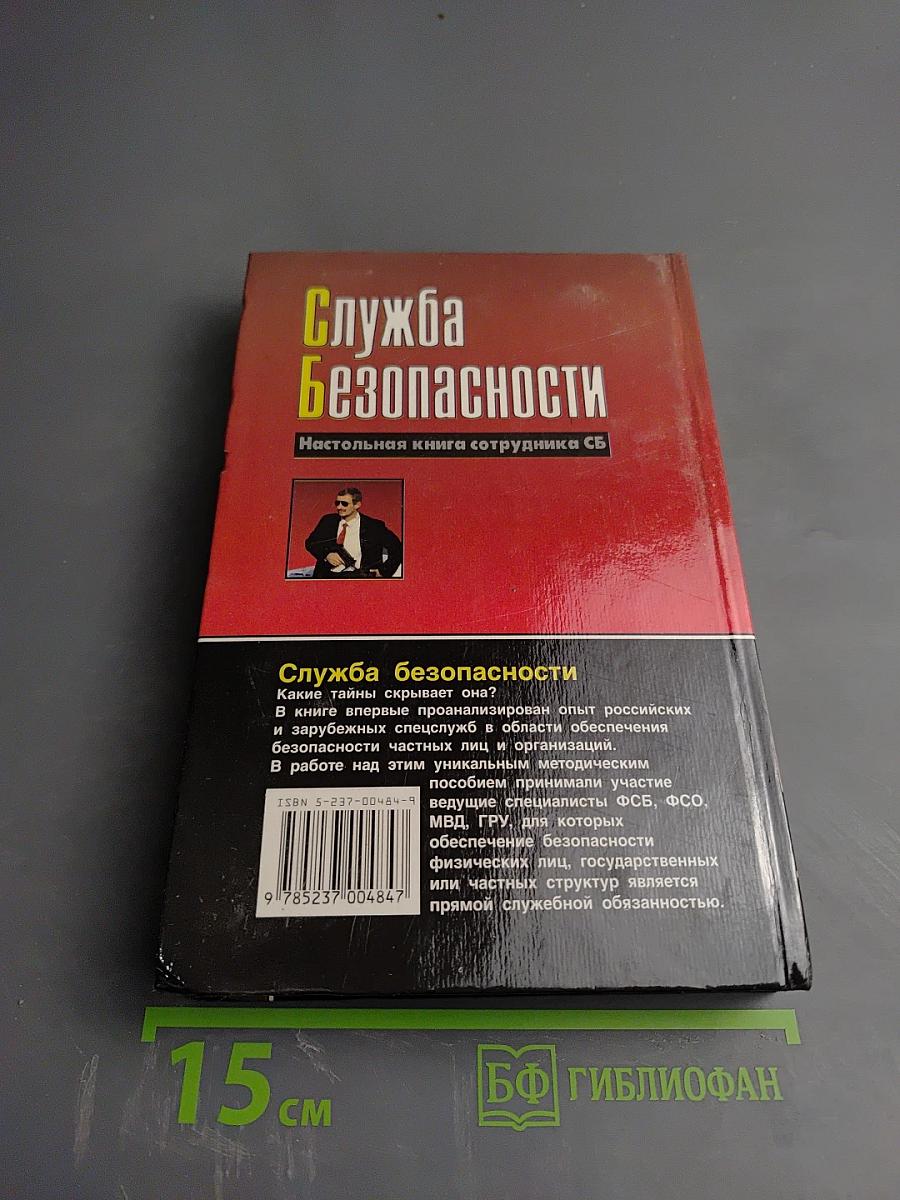 Служба
Безопасности
Настольная книга сотрудника СБ
Служба безопасности
Какие тайны скрывает она?
В книге впервые проанализирован опыт российских
и зарубежных спецслужб в области обеспечения
безопасности частных лиц и организаций.
В работе над этим уникальным методическим
пособием принимали участие
ведущие специалисты ФСБ, ФСО,
МВД, ГРУ, для которых
обеспечение безопасности
физических лиц, государственных
или частных структур является
прямой служебной обязанностью.
ISBN 5-237-00484-9
9 785237 004847
15 см
БФ ГИБЛИОФАН